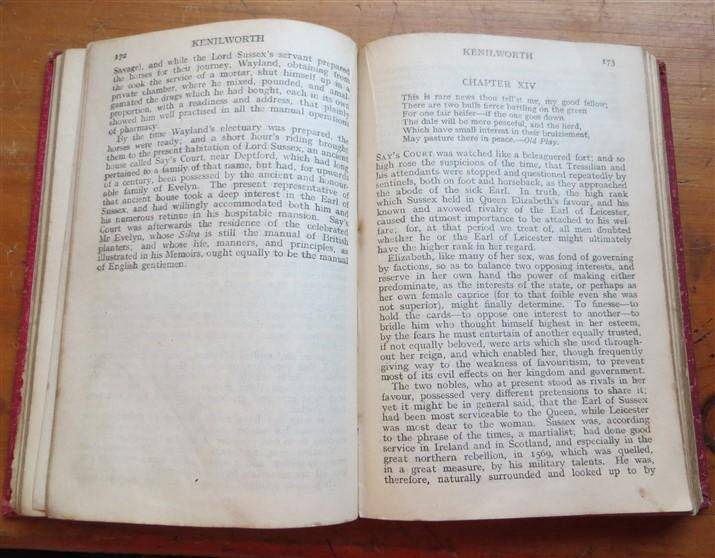 172
KENILWORTH
Savage), and while the Lord Sussex's servant prepared
the horses for their journey, Wayland, obtaining from
the cook the service of a mortar, shut himself up in a
private chamber, where he mixed, pounded, and amal-
gamated the drugs which he had bought, each in its own
proportion, with a readiness and address, that plainly
showed him well practised in all the manual operations
of pharmacy.
By the time Wayland's electuary was prepared, the
horses were ready; and a short hour's riding brought
them to the present habitation of Lord Sussex, an ancient
house called Say's Court, near Deptford, which had long
pertained to a family of that name, but had, for upwards
of a century, been possessed by the ancient and honour-
able family of Evelyn. The present representative of
that ancient house took a deep interest in the Earl of
Sussex, and had willingly accommodated both him and
his numerous retinue in his hospitable mansion. Say's
Court was afterwards the residence of the celebrated
Mr Evelyn, whose Silva is still the manual of British
planters; and whose life, manners, and principles, as
illustrated in his Memoirs, ought equally to be the manual
of English gentlemen.
KENILWORTH
173
CHAPTER XIV
This is rare news thou tell'st me, my good fellow;
There are two bulls fierce battling on the green
For one fair heifer—if the one goes down
The dale will be more peaceful, and the herd,
Which have small interest in their brulziement,
May pasture there in peace.—Old Play.
SAY'S COURT was watched like a beleaguered fort; and so
high rose the suspicions of the time, that Tressilian and
his attendants were stopped and questioned repeatedly by
sentinels, both on foot and horseback, as they approached
the abode of the sick Earl. In truth, the high rank
which Sussex held in Queen Elizabeth's favour, and his
known and avowed rivalry of the Earl of Leicester,
caused the utmost importance to be attached to his wel-
fare; for, at that period we treat of, all men doubted
whether he or the Earl of Leicester might ultimately
have the higher rank in her regard.
Elizabeth, like many of her sex, was fond of governing
by factions, so as to balance two opposing interests, and
reserve in her own hand the power of making either
predominate, as the interests of the state, or perhaps as
her own female caprice (for to that foible even she was
not superior), might finally determine. To finesse—to
hold the cards—to oppose one interest to another—to
bridle him who thought himself highest in her esteem,
by the fears he must entertain of another equally trusted,
if not equally beloved, were arts which she used through-
out her reign, and which enabled her, though frequently
giving way to the weakness of favouritism, to prevent
most of its evil effects on her kingdom and government.
The two nobles, who at present stood as rivals in her
favour, possessed very different pretensions to share it;
yet it might be in general said, that the Earl of Sussex
had been most serviceable to the Queen, while Leicester
was most dear to the woman. Sussex was, according
to the phrase of the times, a martialist; had done good
service in Ireland and in Scotland, and especially in the
great northern rebellion, in 1569, which was quelled,
in a great measure, by his military talents. He was,
therefore, naturally surrounded and looked up to by